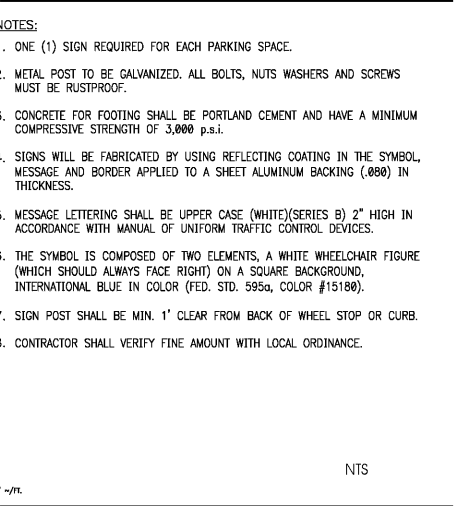 NOTES:
. ONE (1) SIGN REQUIRED FOR EACH PARKING SPACE.
. METAL POST TO BE GALVANIZED. ALL BOLTS, NUTS WASHERS AND SCREWS
MUST BE RUSTPROOF.
. CONCRETE FOR FOOTING SHALL BE PORTLAND CEMENT AND HAVE A MINIMUM
COMPRESSIVE STRENGTH OF 3,000 p.s.i.
. SIGNS WILL BE FABRICATED BY USING REFLECTING COATING IN THE SYMBOL,
MESSAGE AND BORDER APPLIED TO A SHEET ALUMINUM BACKING (.080) IN
THICKNESS.
. MESSAGE LETTERING SHALL BE UPPER CASE (WHITE)(SERIES B) 2" HIGH IN
ACCORDANCE WITH MANUAL OF UNIFORM TRAFFIC CONTROL DEVICES.
. THE SYMBOL IS COMPOSED OF TWO ELEMENTS, A WHITE WHEELCHAIR FIGURE
(WHICH SHOULD ALWAYS FACE RIGHT) ON A SQUARE BACKGROUND,
INTERNATIONAL BLUE IN COLOR (FED. STD. 595a, COLOR #15180).
. SIGN POST SHALL BE MIN. 1' CLEAR FROM BACK OF WHEEL STOP OR CURB.
. CONTRACTOR SHALL VERIFY FINE AMOUNT WITH LOCAL ORDINANCE.
NTS
~/FT.